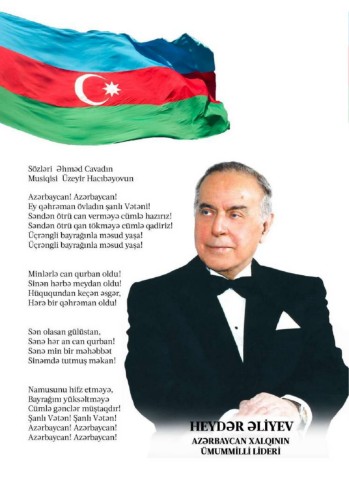 Sözləri Əhməd Cavadın
Musiqisi Üzeyir Hacıbəyovun
Azərbaycan! Azərbaycan!
Ey qəhrəman övladın şanlı Vətəni!
Səndən ötrü can verməyə cümlə hazırız!
Səndən ötrü qan tökməyə cümlə qadiriz!
Üçrəngli bayrağınla məsud yaşa!
Üçrəngli bayrağınla məsud yaşa!
Minlərlə can qurban oldu!
Sinən hərbə meydan oldu!
Hüququndan keçən əsgər,
Hərə bir qəhrəman oldu!
Sən olasan gülüstan,
Sənə hər an can qurban!
Sənə min bir məhəbbət
Sinəmdə tutmuş məkan!
Namusunu hifz etməyə,
Bayrağını yüksəltməyə
Cümlə gənclər müştaqdır!
Şanlı Vətən! Şanlı Vətən!
Azərbaycan! Azərbaycan!
Azərbaycan! Azərbaycan!
HEYDƏR ƏLİYEV
AZƏRBAYCAN XALQININ
ÜMUMMİLLİ LİDERİ